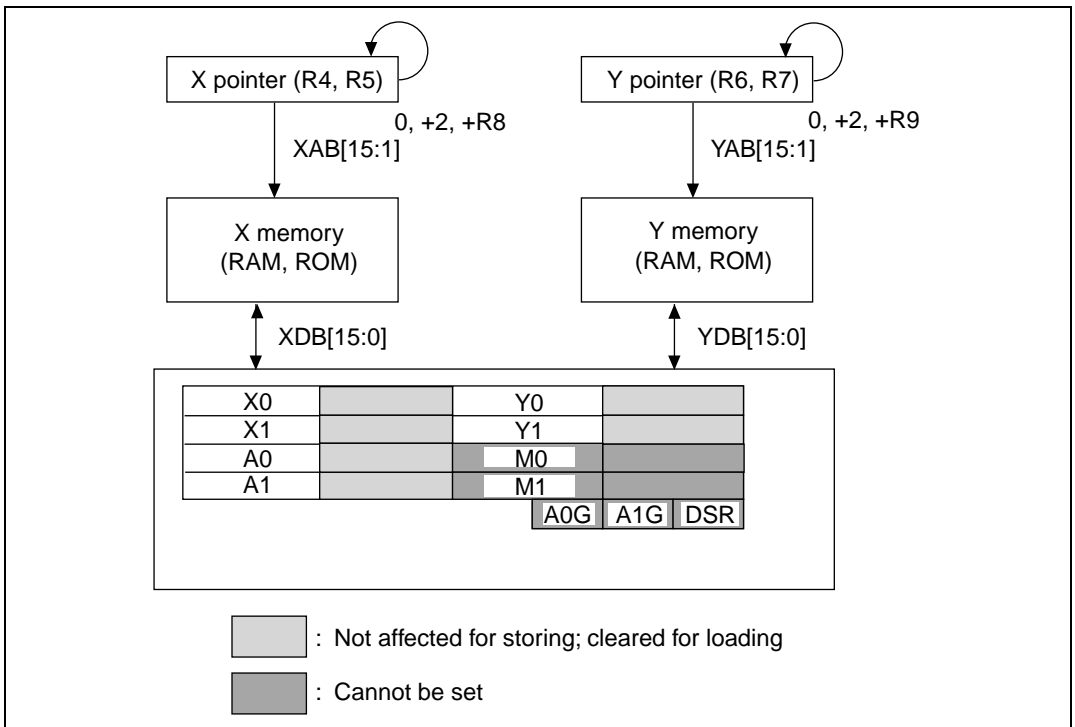 X pointer (R4, R5)
Y pointer (R6, R7)
0, +2, +R8
0, +2, +R9
XAB[15:1]
YAB[15:1]
X memory
(RAM, ROM)
Y memory
(RAM, ROM)
XDB[15:0]
YDB[15:0]
X0 Y0
X1 Y1
A0 M0
A1 M1
A0G A1G DSR
: Not affected for storing; cleared for loading
: Cannot be set